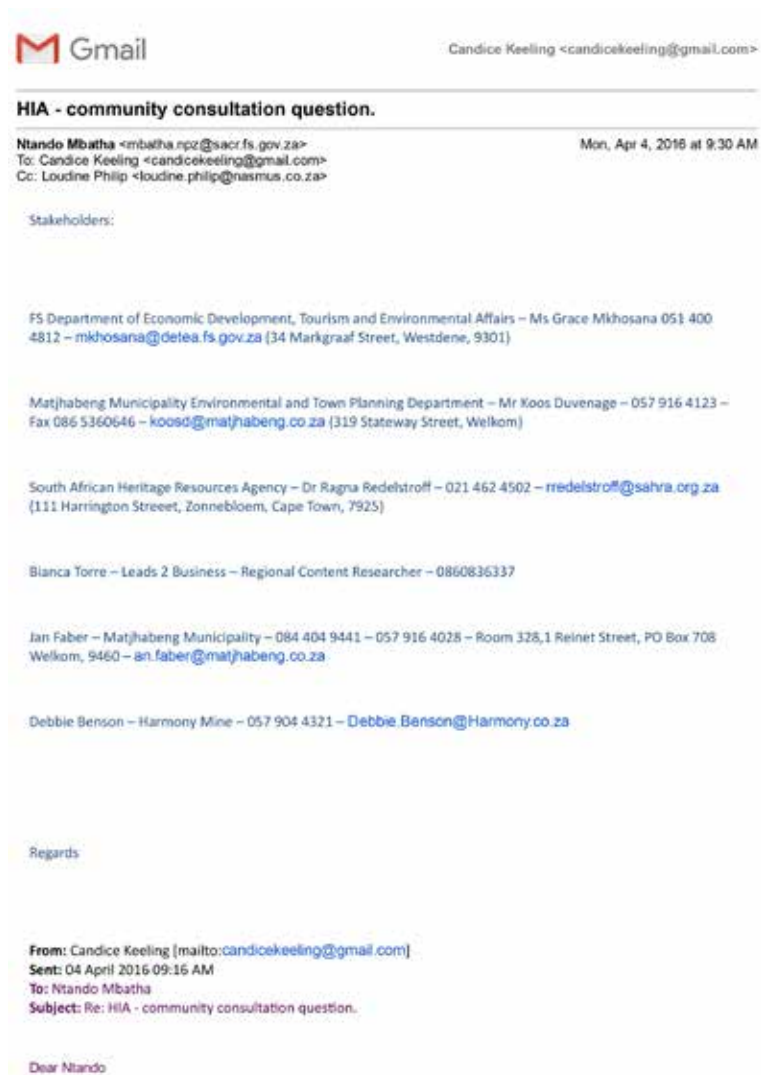 Gmail
Candice Keeling <candicekeeling@gmail.com>
HIA - community consultation question.
Ntando Mbatha <mbatha.npz@sacr.fs.gov.za>
Mon, Apr 4, 2016 at 9:30 AM
To: Candice Keeling <candicekeeling@gmail.com>
Cc: Loudine Philip <loudine.philip@nasmus.co.za>
Stakeholders:
FS Department of Economic Development, Tourism and Environmental Affairs – Ms Grace Mkhosana 051 400
4812 – mkhosana@detea.fs.gov.za (34 Markgraaf Street, Westdene, 9301)
Matjhabeng Municipality Environmental and Town Planning Department – Mr Koos Duvenage – 057 916 4123 –
Fax 086 5360646 – koosd@matjhabeng.co.za (319 Stateway Street, Welkom)
South African Heritage Resources Agency – Dr Ragna Redelstroff – 021 462 4502 – rredelstroff@sahra.org.za
(111 Harrington Streeet, Zonnebloem, Cape Town, 7925)
Bianca Torre – Leads 2 Business – Regional Content Researcher – 0860836337
Jan Faber – Matjhabeng Municipality – 084 404 9441 – 057 916 4028 – Room 328,1 Reinet Street, PO Box 708
Welkom, 9460 – an.faber@matjhabeng.co.za
Debbie Benson – Harmony Mine – 057 904 4321 – Debbie.Benson@Harmony.co.za
Regards
From: Candice Keeling [mailto:candicekeeling@gmail.com]
Sent: 04 April 2016 09:16 AM
To: Ntando Mbatha
Subject: Re: HIA - community consultation question.
Dear Ntando